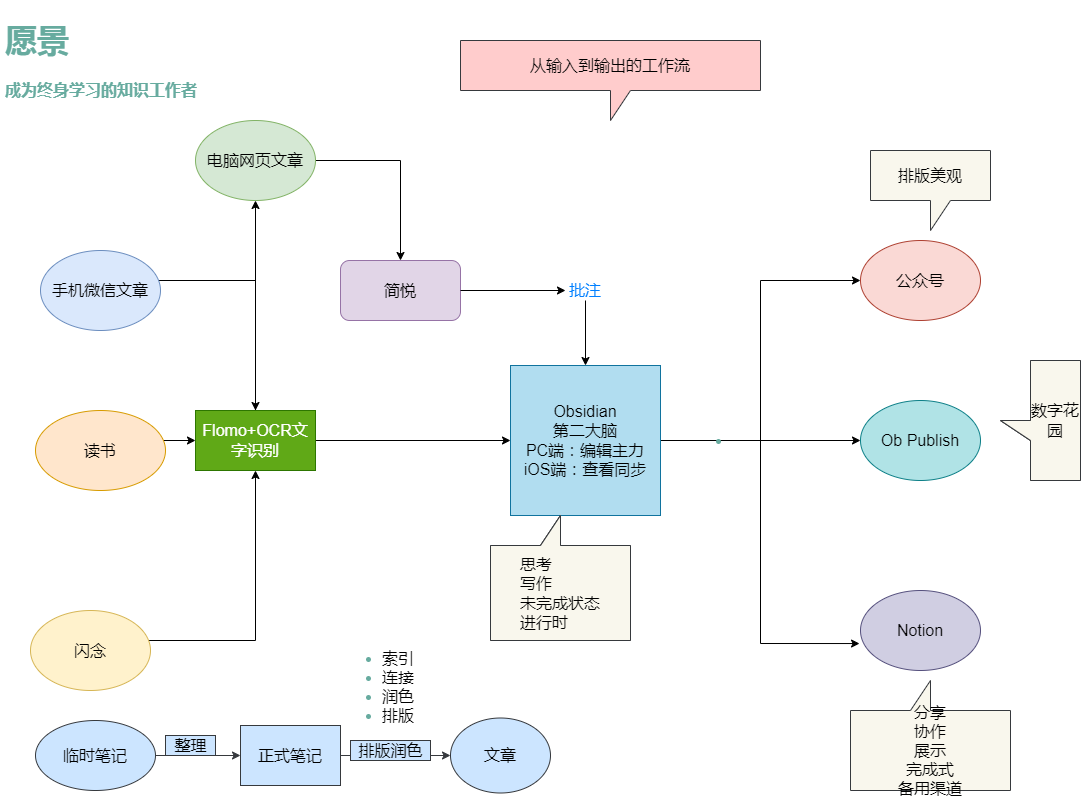 愿景
成为终身学习的知识工作者
从输入到输出的工作流
电脑网页文章
排版美观
手机微信文章
简悦
批注
公众号
Obsidian
第二大脑
PC端：编辑主力
iOS端：查看同步
Flomo+OCR文
字识别
读书
Ob Publish
数字花
园
思考
写作
未完成状态
进行时
闪念
Notion
索引
连接
润色
排版
分享
协作
展示
完成式
备用渠道
临时笔记
整理
正式笔记
排版润色
文章